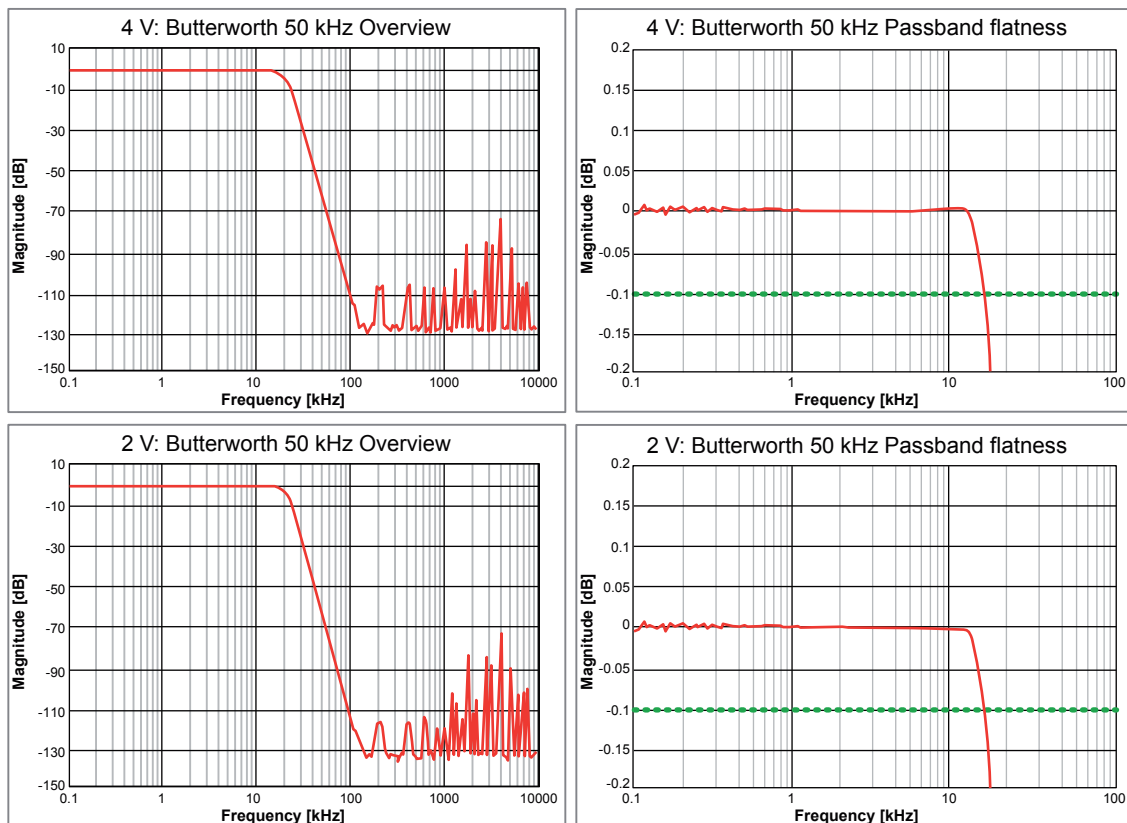 4 V: Butterworth 50 kHz Overview
10
-10
-30
-50
-70
-90
-110
-130
-150
Magnitude [dB]
0.1 1 10 100 1000 10000
Frequency [kHz]
4 V: Butterworth 50 kHz Passband flatness
0.2
0.15
0.1
0.05
0
-0.05
-0.1
-0.15
-0.2
Magnitude [dB]
0.1 1 10 100
Frequency [kHz]
2 V: Butterworth 50 kHz Overview
10
-10
-30
-50
-70
-90
-110
-130
-150
Magnitude [dB]
0.1 1 10 100 1000 10000
Frequency [kHz]
2 V: Butterworth 50 kHz Passband flatness
0.2
0.15
0.1
0.05
0
-0.05
-0.1
-0.15
-0.2
Magnitude [dB]
0.1 1 10 100
Frequency [kHz]